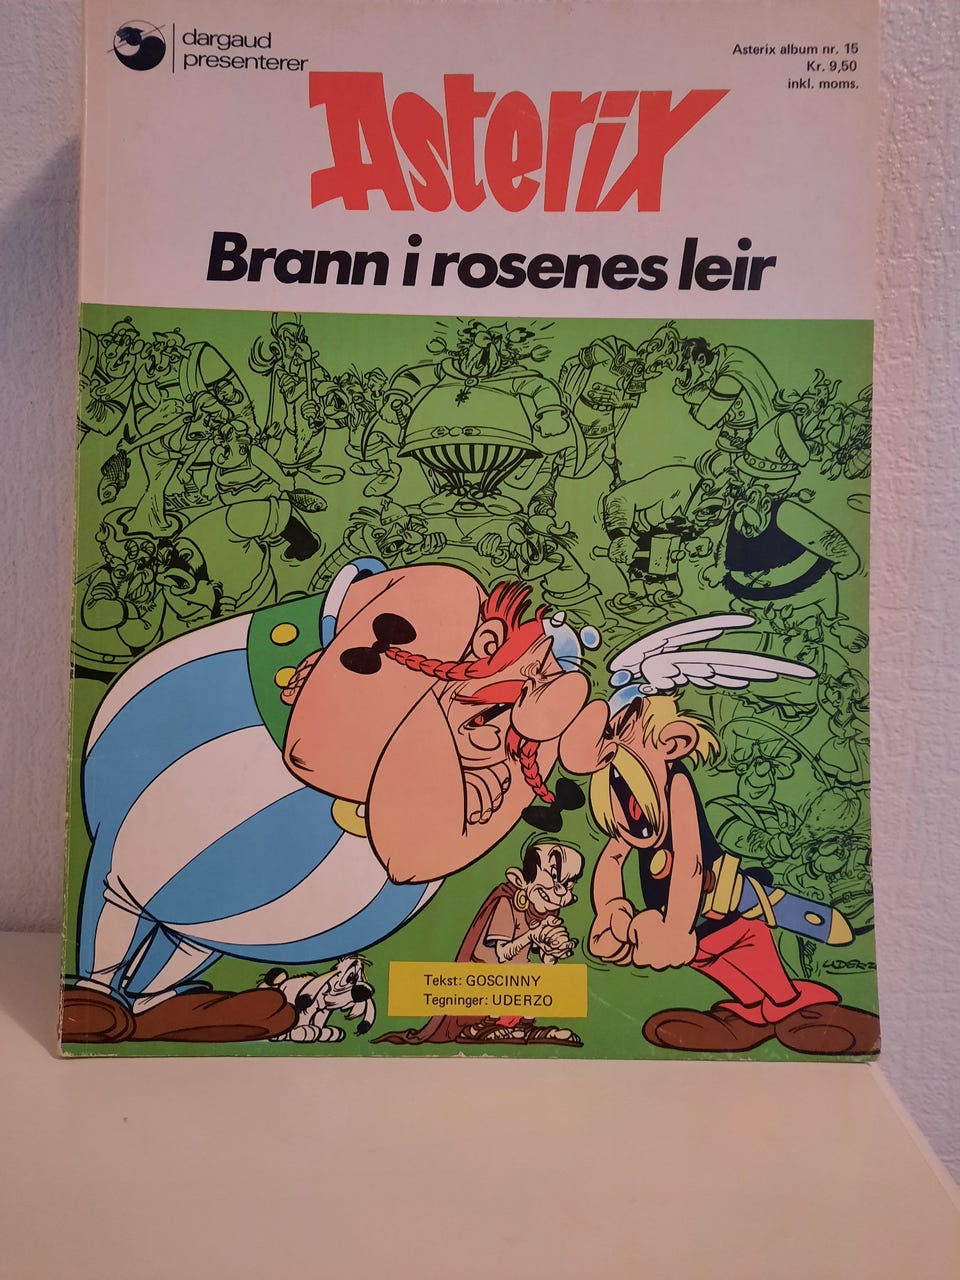 dargaud
presenterer
Asterix album nr. 15
Kr. 9,50
inkl. moms.
Asterix
Brann i rosenes leir
Tekst: GOSCINNY
Tegninger: UDERZO
UDERZO